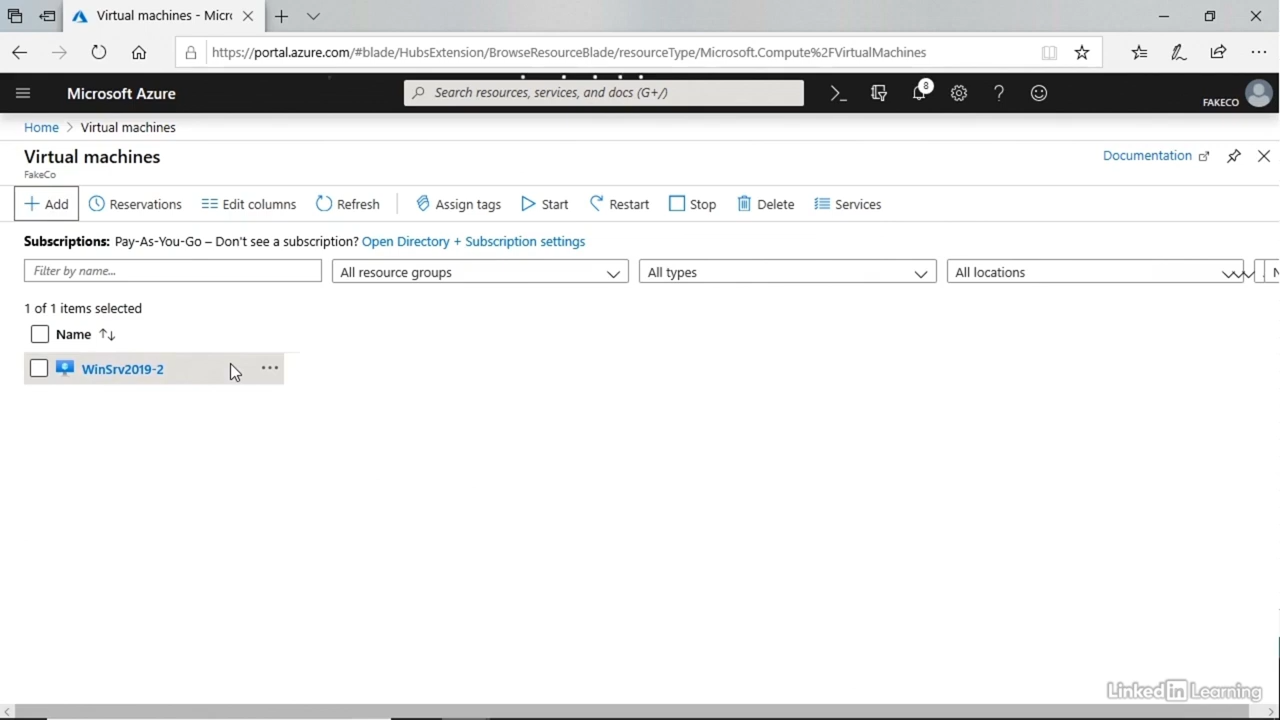 Virtual machines - Micr
https://portal.azure.com/#blade/HubsExtension/BrowseResourceBlade/resourceType/Microsoft.Compute%2FVirtualMachines
Microsoft Azure
Search resources, services, and docs (G+/)
8
FAKECO
Home > Virtual machines
Virtual machines
FakeCo
Documentation
Add Reservations Edit columns Refresh Assign tags Start Restart Stop Delete Services
Subscriptions: Pay-As-You-Go – Don't see a subscription? Open Directory + Subscription settings
Filter by name... All resource groups All types All locations
1 of 1 items selected
Name
WinSrv2019-2
LinkedIn Learning